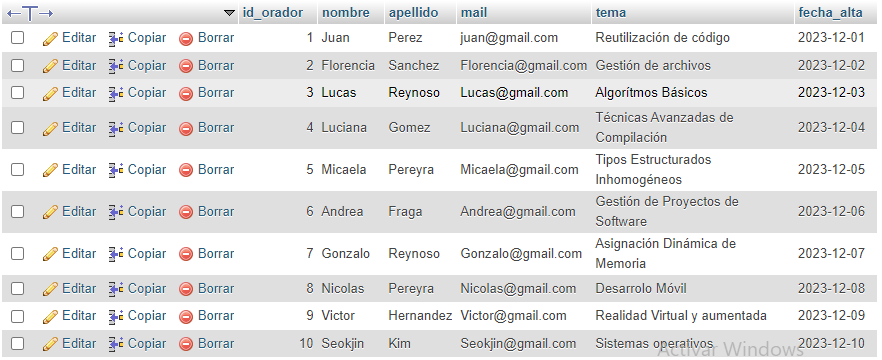 id_orador nombre apellido mail tema fecha_alta
Editar Copiar Borrar 1 Juan Perez juan@gmail.com Reutilización de código 2023-12-01
Editar Copiar Borrar 2 Florencia Sanchez Florencia@gmail.com Gestión de archivos 2023-12-02
Editar Copiar Borrar 3 Lucas Reynoso Lucas@gmail.com Algorítmos Básicos 2023-12-03
Editar Copiar Borrar 4 Luciana Gomez Luciana@gmail.com Técnicas Avanzadas de 2023-12-04
Compilación
Editar Copiar Borrar 5 Micaela Pereyra Micaela@gmail.com Tipos Estructurados 2023-12-05
Inhomogéneos
Editar Copiar Borrar 6 Andrea Fraga Andrea@gmail.com Gestión de Proyectos de 2023-12-06
Software
Editar Copiar Borrar 7 Gonzalo Reynoso Gonzalo@gmail.com Asignación Dinámica de 2023-12-07
Memoria
Editar Copiar Borrar 8 Nicolas Pereyra Nicolas@gmail.com Desarrolo Móvil 2023-12-08
Editar Copiar Borrar 9 Victor Hernandez Victor@gmail.com Realidad Virtual y aumentada 2023-12-09
Editar Copiar Borrar 10 Seokjin Kim Seokjin@gmail.com Sistemas operativos 2023-12-10
Activar Windows